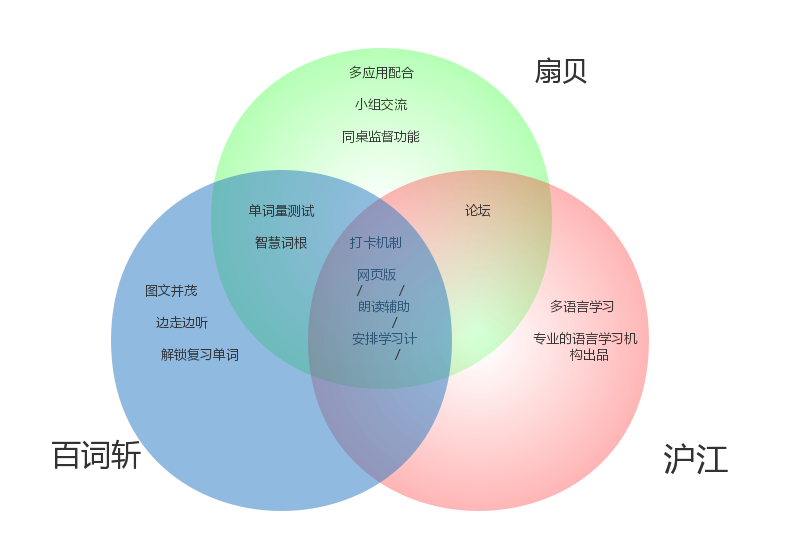 扇贝
多应用配合
小组交流
同桌监督功能
单词量测试
论坛
智慧词根
打卡机制
网页版
/ /
图文并茂
朗读辅助
多语言学习
边走边听
/
安排学习计
专业的语言学习机
解锁复习单词
/
构出品
百词斩
沪江